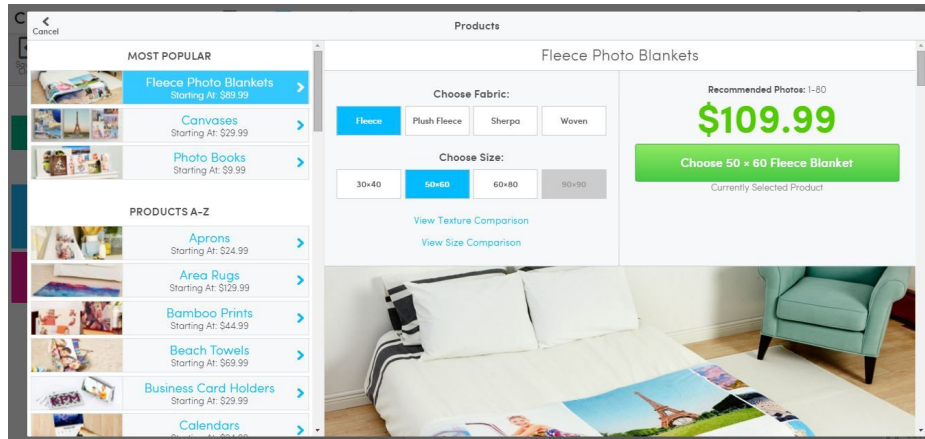 Cancel
Products
MOST POPULAR
Fleece Photo Blankets
Starting At: $89.99
Canvases
Starting At: $29.99
Photo Books
Starting At: $9.99
PRODUCTS A-Z
Aprons
Starting At: $24.99
Area Rugs
Starting At: $129.99
Bamboo Prints
Starting At: $44.99
Beach Towels
Starting At: $69.99
Business Card Holders
Starting At: $29.99
Calendars
Fleece Photo Blankets
Choose Fabric:
Fleece Plush Fleece Sherpa Woven
Choose Size:
30×40 50×60 60×80 90×90
View Texture Comparison
View Size Comparison
Recommended Photos: 1-80
$109.99
Choose 50 × 60 Fleece Blanket
Currently Selected Product